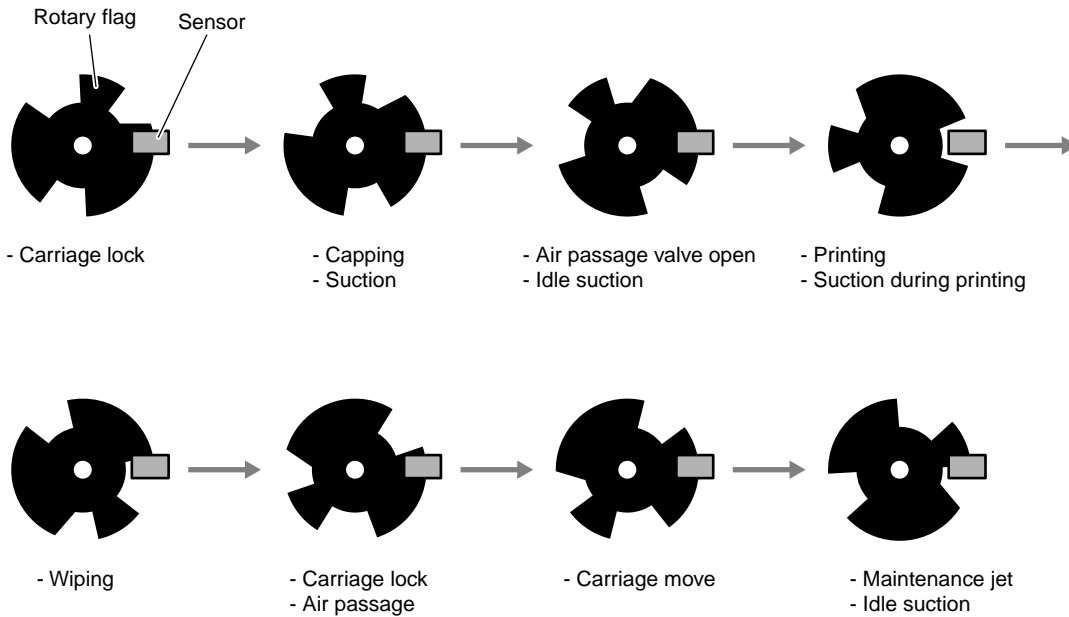 Rotary flag
Sensor
- Carriage lock
- Capping
- Suction
- Air passage valve open
- Idle suction
- Printing
- Suction during printing
- Wiping
- Carriage lock
- Air passage
- Carriage move
- Maintenance jet
- Idle suction